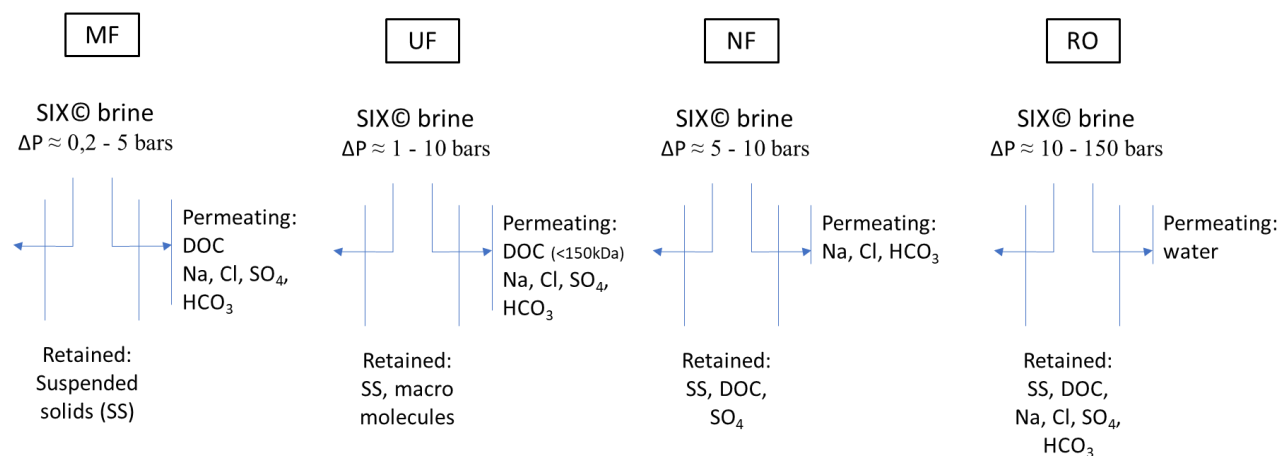 MF
SIX© brine
ΔP ≈ 0,2 - 5 bars
Permeating:
DOC
Na, Cl, SO₄,
HCO₃
Retained:
Suspended
solids (SS)
UF
SIX© brine
ΔP ≈ 1 - 10 bars
Permeating:
DOC (<150kDa)
Na, Cl, SO₄,
HCO₃
Retained:
SS, macro
molecules
NF
SIX© brine
ΔP ≈ 5 - 10 bars
Permeating:
Na, Cl, HCO₃
Retained:
SS, DOC,
SO₄
RO
SIX© brine
ΔP ≈ 10 - 150 bars
Permeating:
water
Retained:
SS, DOC,
Na, Cl, SO₄,
HCO₃